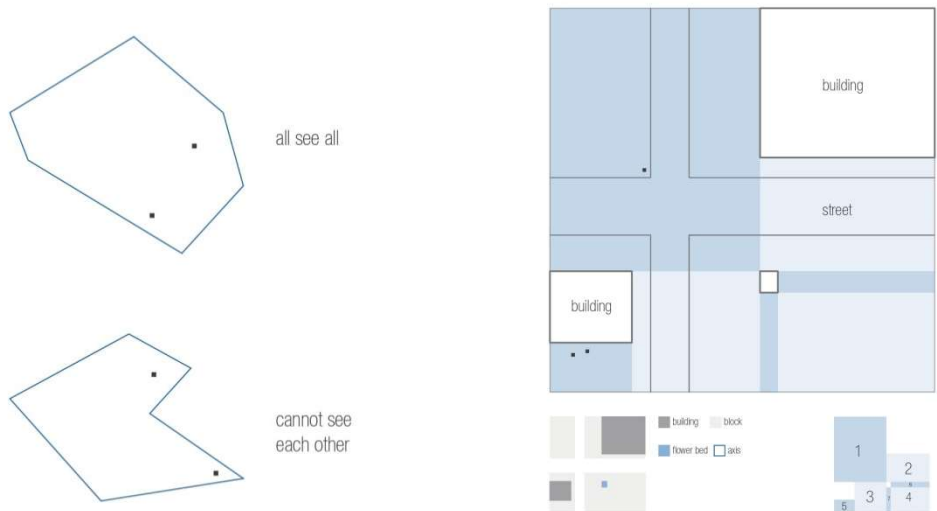 all see all
cannot see
each other
building
street
building
building
block
flower bed
axis
1
2
3
4
5